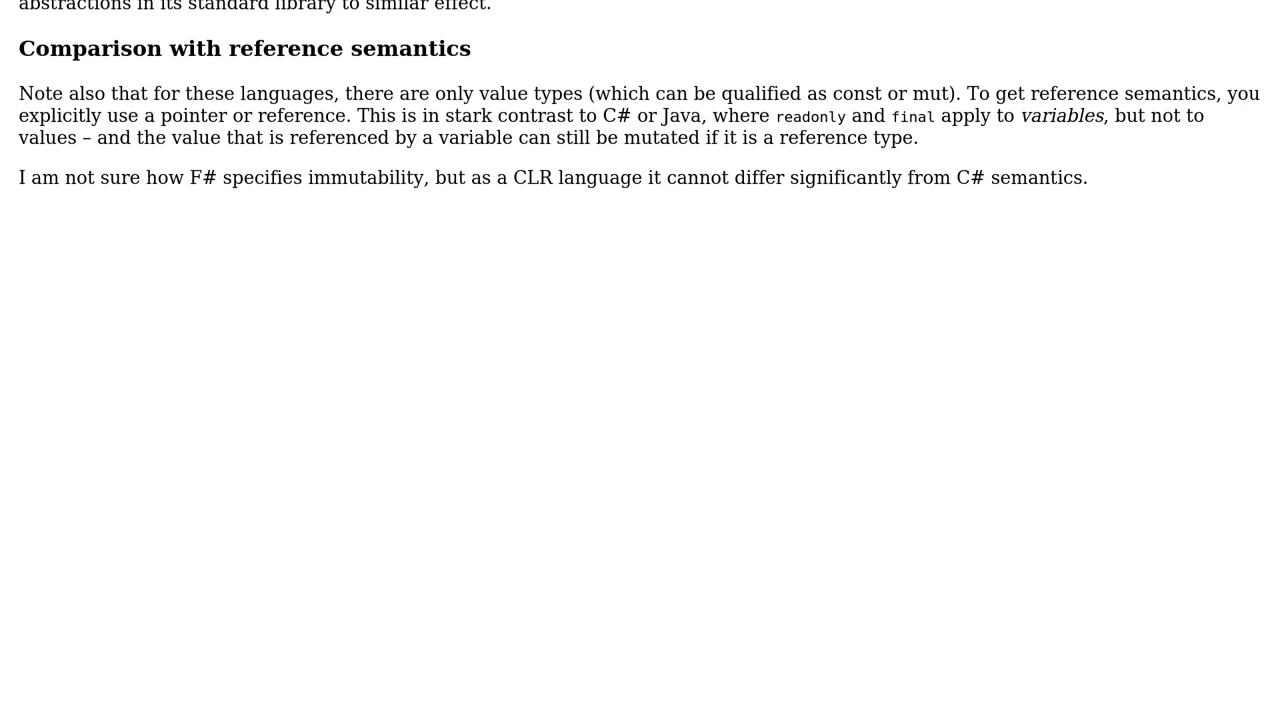 abstractions in its standard library to similar effect.
Comparison with reference semantics
Note also that for these languages, there are only value types (which can be qualified as const or mut). To get reference semantics, you
explicitly use a pointer or reference. This is in stark contrast to C# or Java, where readonly and final apply to variables, but not to
values – and the value that is referenced by a variable can still be mutated if it is a reference type.
I am not sure how F# specifies immutability, but as a CLR language it cannot differ significantly from C# semantics.